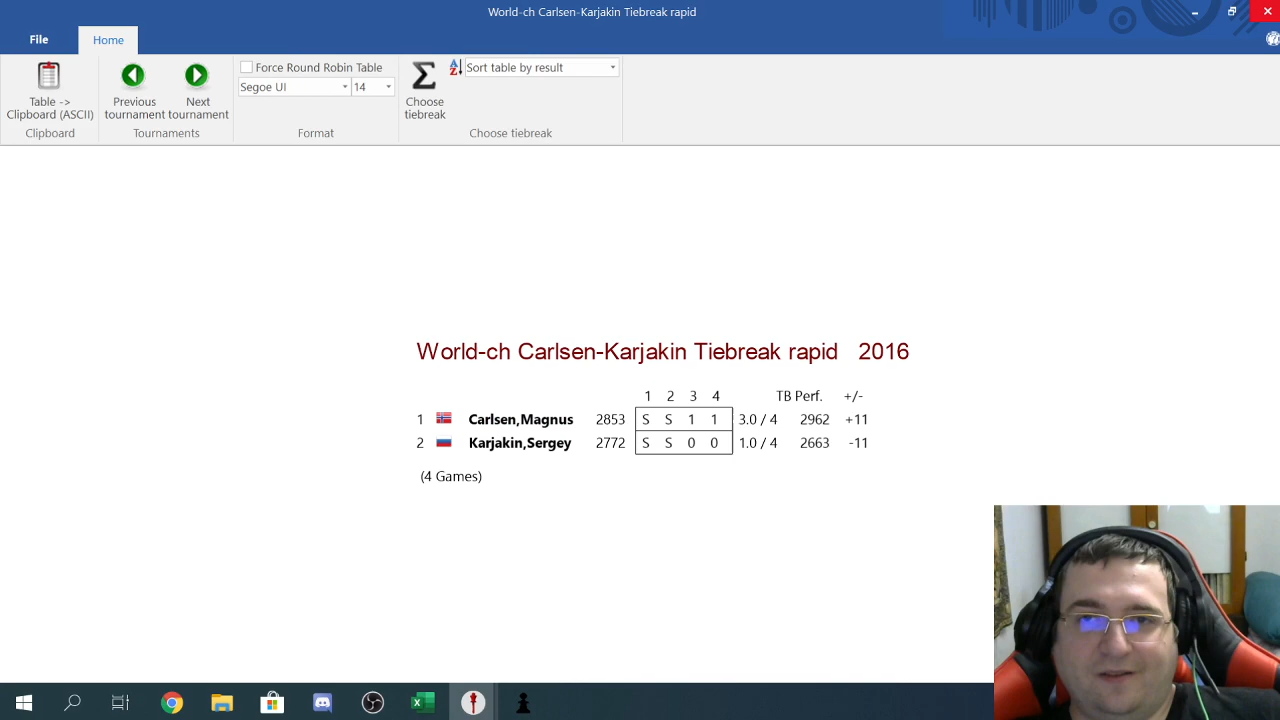 World-ch Carlsen-Karjakin Tiebreak rapid
File Home
Table -> Clipboard (ASCII)
Previous tournament
Next tournament
Force Round Robin Table
Segoe UI 14
Choose tiebreak
Sort table by result
Clipboard Tournaments Format Choose tiebreak
World-ch Carlsen-Karjakin Tiebreak rapid 2016
1 2 3 4 TB Perf. +/-
1 Carlsen,Magnus 2853 S S 1 1 3.0 / 4 2962 +11
2 Karjakin,Sergey 2772 S S 0 0 1.0 / 4 2663 -11
(4 Games)